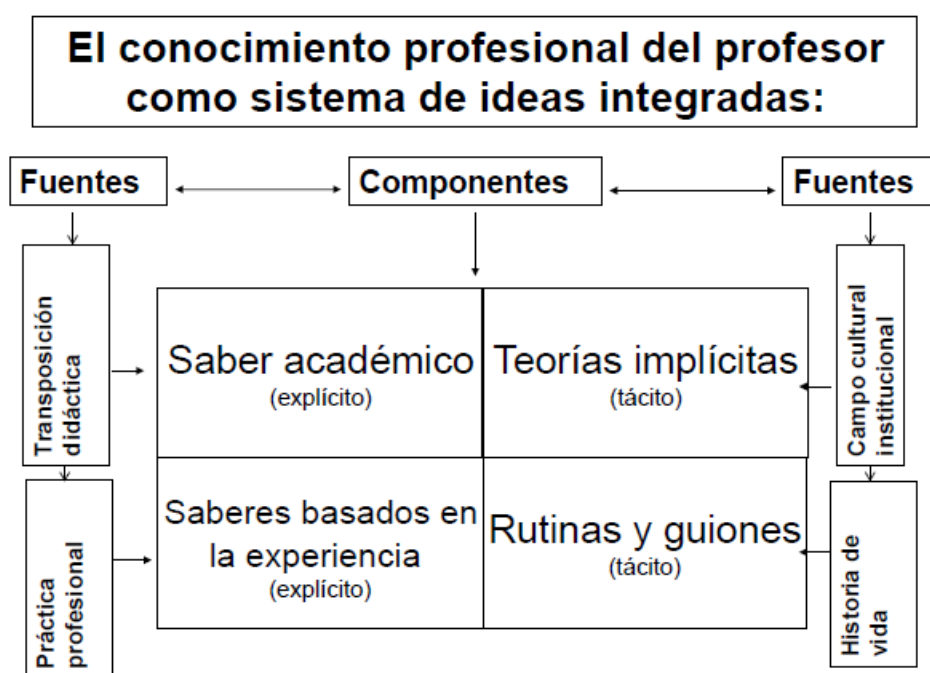 El conocimiento profesional del profesor
como sistema de ideas integradas:
Fuentes
Componentes
Fuentes
Transposición
didáctica
Saber académico
(explícito)
Teorías implícitas
(tácito)
Campo cultural
institucional
Práctica
profesional
Saberes basados en
la experiencia
(explícito)
Rutinas y guiones
(tácito)
Historia de
vida